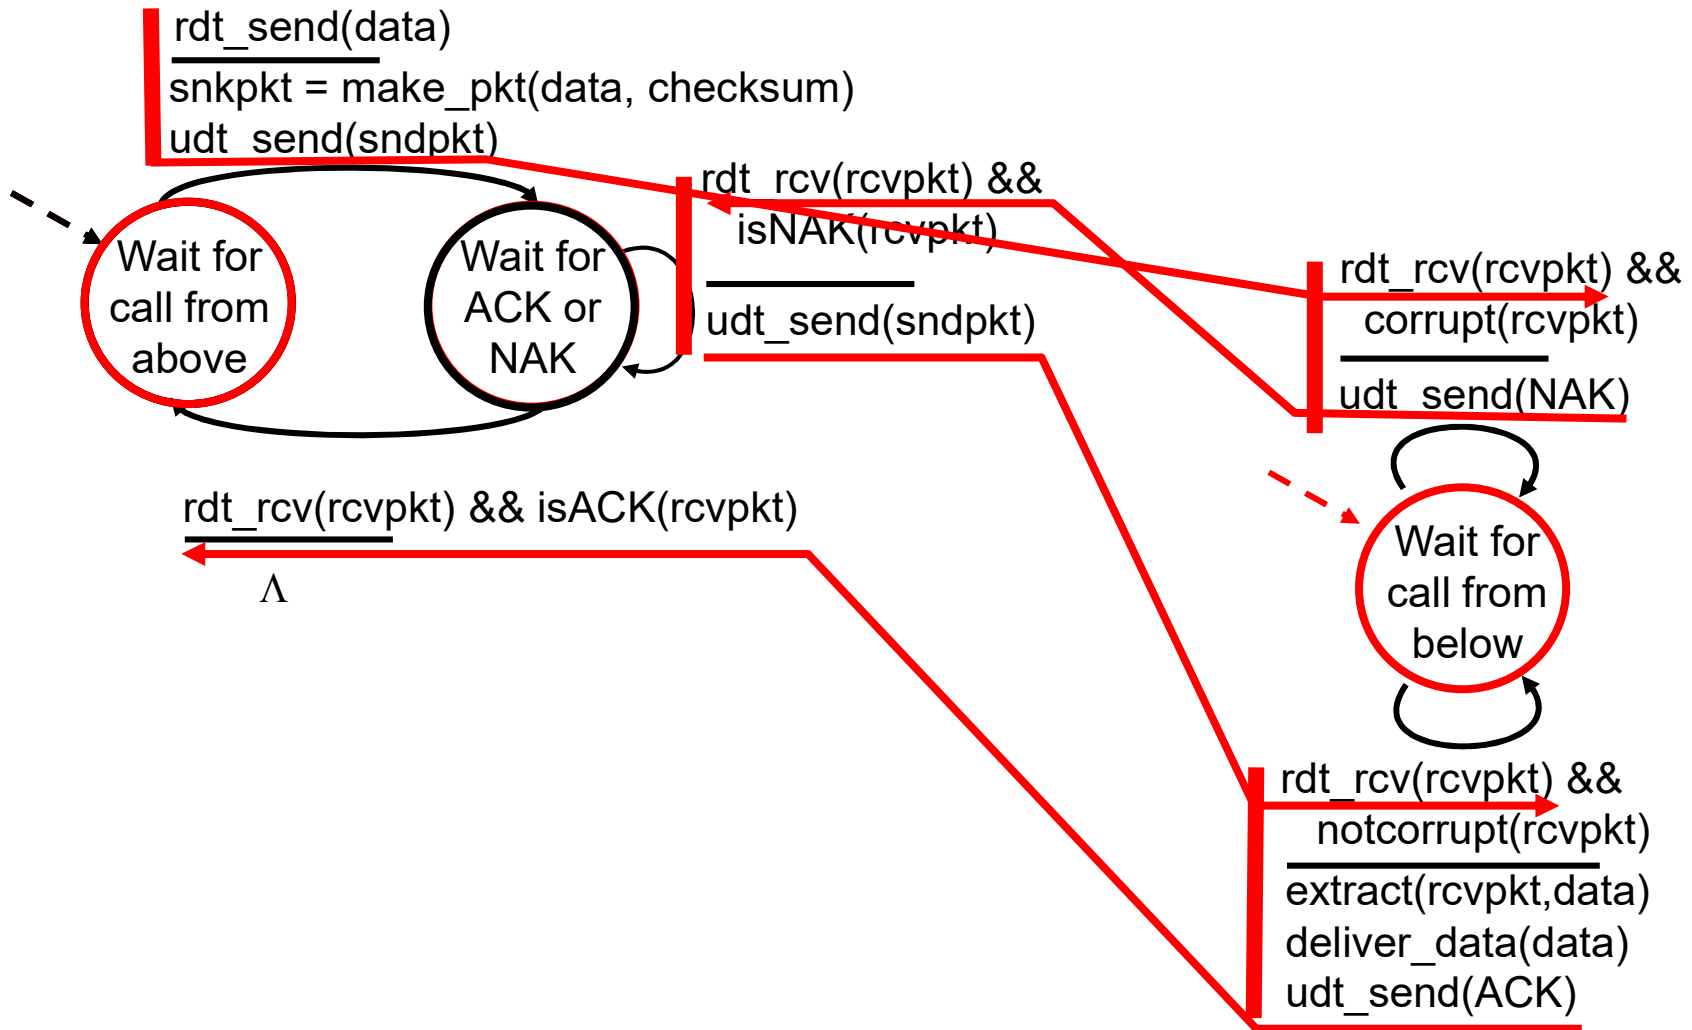 rdt_send(data)
snkpkt = make_pkt(data, checksum)
udt_send(sndpkt)
rdt_rcv(rcvpkt) &&
isNAK(rcvpkt)
udt_send(sndpkt)
Wait for
call from
above
Wait for
ACK or
NAK
rdt_rcv(rcvpkt) && isACK(rcvpkt)
Λ
rdt_rcv(rcvpkt) &&
corrupt(rcvpkt)
udt_send(NAK)
Wait for
call from
below
rdt_rcv(rcvpkt) &&
notcorrupt(rcvpkt)
extract(rcvpkt,data)
deliver_data(data)
udt_send(ACK)